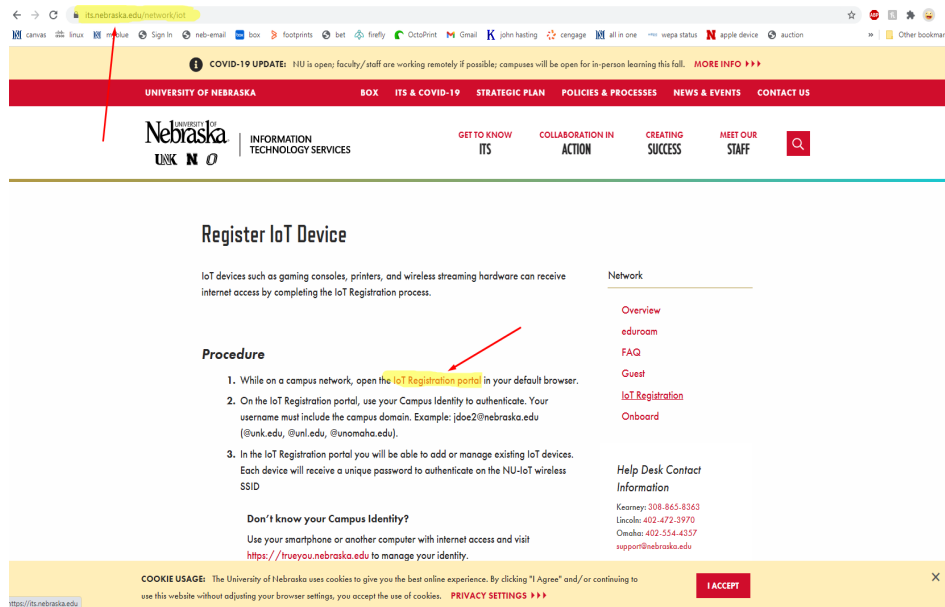 its.nebraska.edu/network/iot
canvas linux myblue Sign In neb-email box footprints bet firefly OctoPrint Gmail john hasting cengage all in one wepa status apple device auction » Other bookmar
COVID-19 UPDATE: NU is open; faculty/staff are working remotely if possible; campuses will be open for in-person learning this fall. MORE INFO
UNIVERSITY OF NEBRASKA BOX ITS & COVID-19 STRATEGIC PLAN POLICIES & PROCESSES NEWS & EVENTS CONTACT US
UNIVERSITY OF
Nebraska
UNK N O
INFORMATION
TECHNOLOGY SERVICES
GET TO KNOW
ITS
COLLABORATION IN
ACTION
CREATING
SUCCESS
MEET OUR
STAFF
Register IoT Device
IoT devices such as gaming consoles, printers, and wireless streaming hardware can receive
internet access by completing the IoT Registration process.
Procedure
1. While on a campus network, open the IoT Registration portal in your default browser.
2. On the IoT Registration portal, use your Campus Identity to authenticate. Your
username must include the campus domain. Example: jdoe2@nebraska.edu
(@unk.edu, @unl.edu, @unomaha.edu).
3. In the IoT Registration portal you will be able to add or manage existing IoT devices.
Each device will receive a unique password to authenticate on the NU-IoT wireless
SSID
Don't know your Campus Identity?
Use your smartphone or another computer with internet access and visit
https://trueyou.nebraska.edu to manage your identity.
Network
Overview
eduroam
FAQ
Guest
IoT Registration
Onboard
Help Desk Contact
Information
Kearney: 308-865-8363
Lincoln: 402-472-3970
Omaha: 402-554-4357
support@nebraska.edu
COOKIE USAGE: The University of Nebraska uses cookies to give you the best online experience. By clicking "I Agree" and/or continuing to
use this website without adjusting your browser settings, you accept the use of cookies. PRIVACY SETTINGS
I ACCEPT
https://its.nebraska.edu